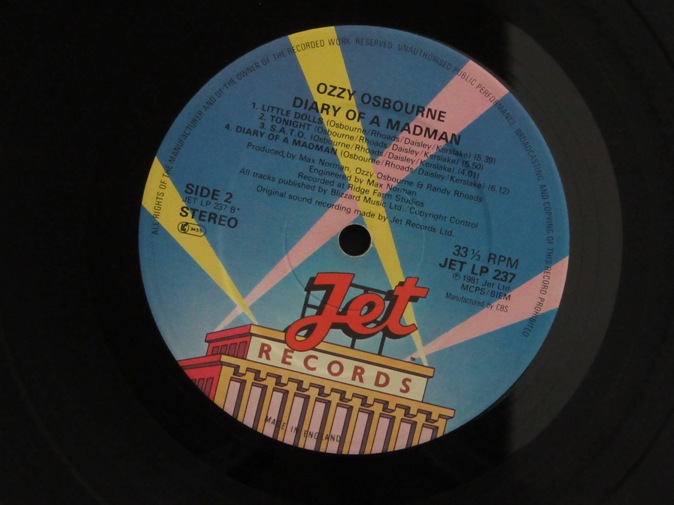 ALL RIGHTS OF THE MANUFACTURER AND OF THE OWNER OF THE RECORDED WORK RESERVED UNAUTHORISED PUBLIC PERFORMANCE BROADCASTING AND COPYING OF THIS RECORD PROHIBITED
OZZY OSBOURNE
DIARY OF A MADMAN
1. LITTLE DOLLS (Osbourne/Rhoads/Daisley/Kerslake) (5.39)
2. TONIGHT (Osbourne/Rhoads/Daisley/Kerslake) (5.50)
3. S.A.T.O. (Osbourne/Rhoads/Daisley/Kerslake) (4.01)
4. DIARY OF A MADMAN (Osbourne/Rhoads/Daisley/Kerslake) (6.12)
Produced by Max Norman, Ozzy Osbourne & Randy Rhoads
Engineered by Max Norman
Recorded at Ridge Farm Studios
All tracks published by Blizzard Music Ltd./Copyright Control
Original sound recording made by Jet Records Ltd.
SIDE 2
JET LP 237 B*
STEREO
33⅓ RPM
JET LP 237
℗ 1981 Jet Ltd.
MCPS/BIEM
Manufactured by CBS
Jet
RECORDS
MADE IN ENGLAND